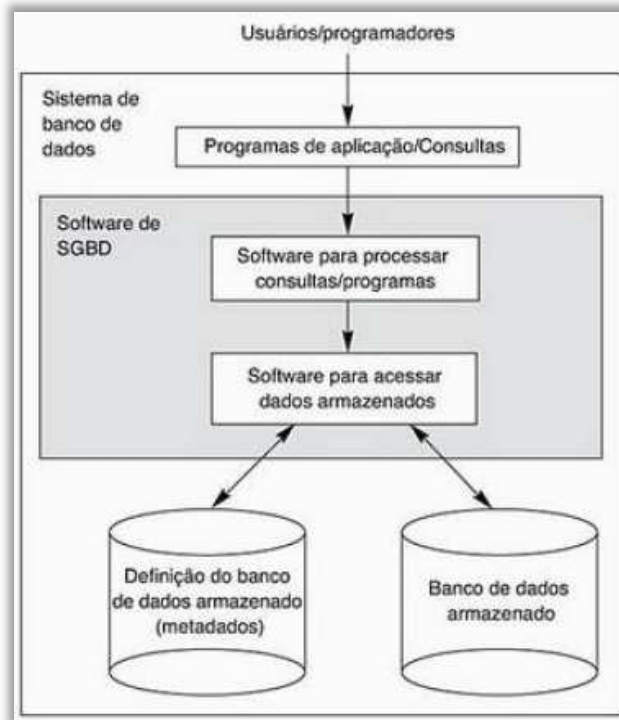 Usuários/programadores
Sistema de
banco de
dados
Programas de aplicação/Consultas
Software de
SGBD
Software para processar
consultas/programas
Software para acessar
dados armazenados
Definição do banco
de dados armazenado
(metadados)
Banco de dados
armazenado